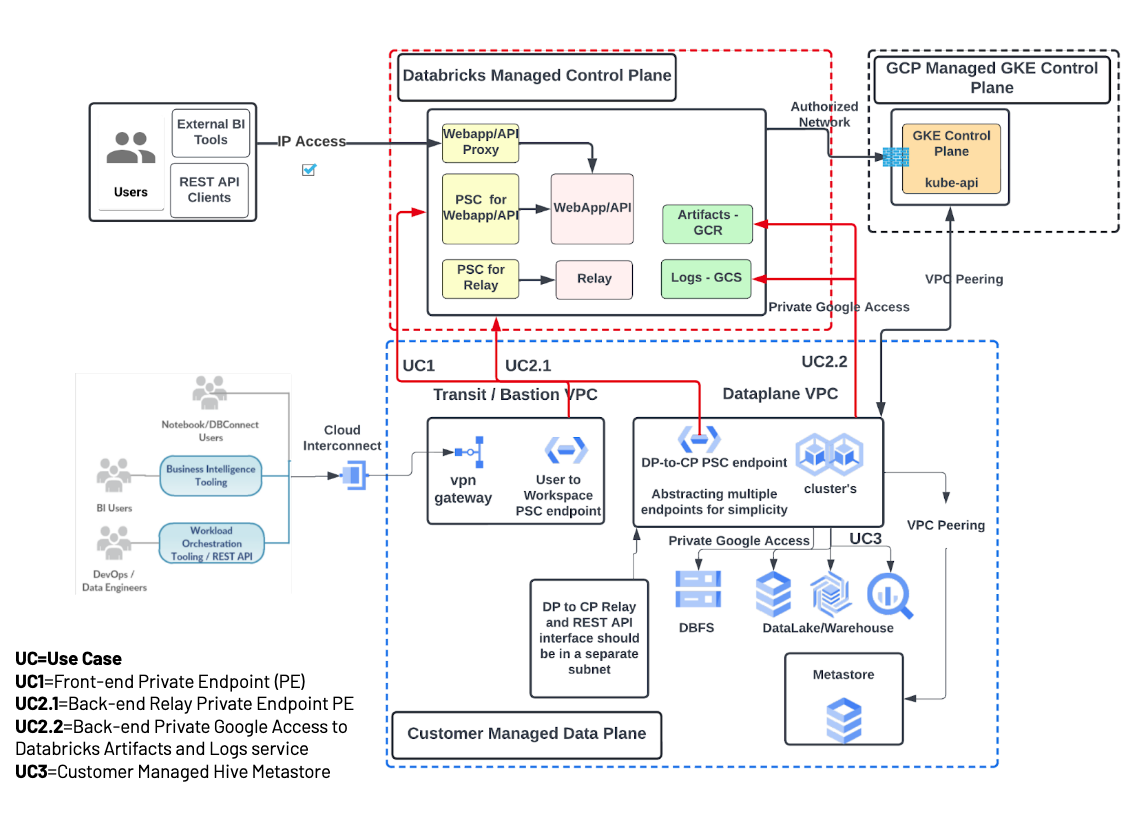 Databricks Managed Control Plane
GCP Managed GKE Control
Plane
External BI
Tools
Users
REST API
Clients
IP Access
Webapp/API
Proxy
PSC for
Webapp/API
WebApp/API
PSC for
Relay
Relay
Artifacts -
GCR
Logs - GCS
Authorized
Network
GKE Control
Plane
kube-api
VPC Peering
Private Google Access
UC1
UC2.1
UC2.2
Transit / Bastion VPC
Dataplane VPC
Notebook/DBConnect
Users
Business Intelligence
Tooling
BI Users
Workload
Orchestration
Tooling / REST API
DevOps /
Data Engineers
Cloud
Interconnect
vpn
gateway
User to
Workspace
PSC endpoint
DP-to-CP PSC endpoint
Abstracting multiple
endpoints for simplicity
cluster's
VPC Peering
Private Google Access
UC3
DBFS
DataLake/Warehouse
DP to CP Relay
and REST API
interface should
be in a separate
subnet
Metastore
Customer Managed Data Plane
UC=Use Case
UC1=Front-end Private Endpoint (PE)
UC2.1=Back-end Relay Private Endpoint PE
UC2.2=Back-end Private Google Access to
Databricks Artifacts and Logs service
UC3=Customer Managed Hive Metastore